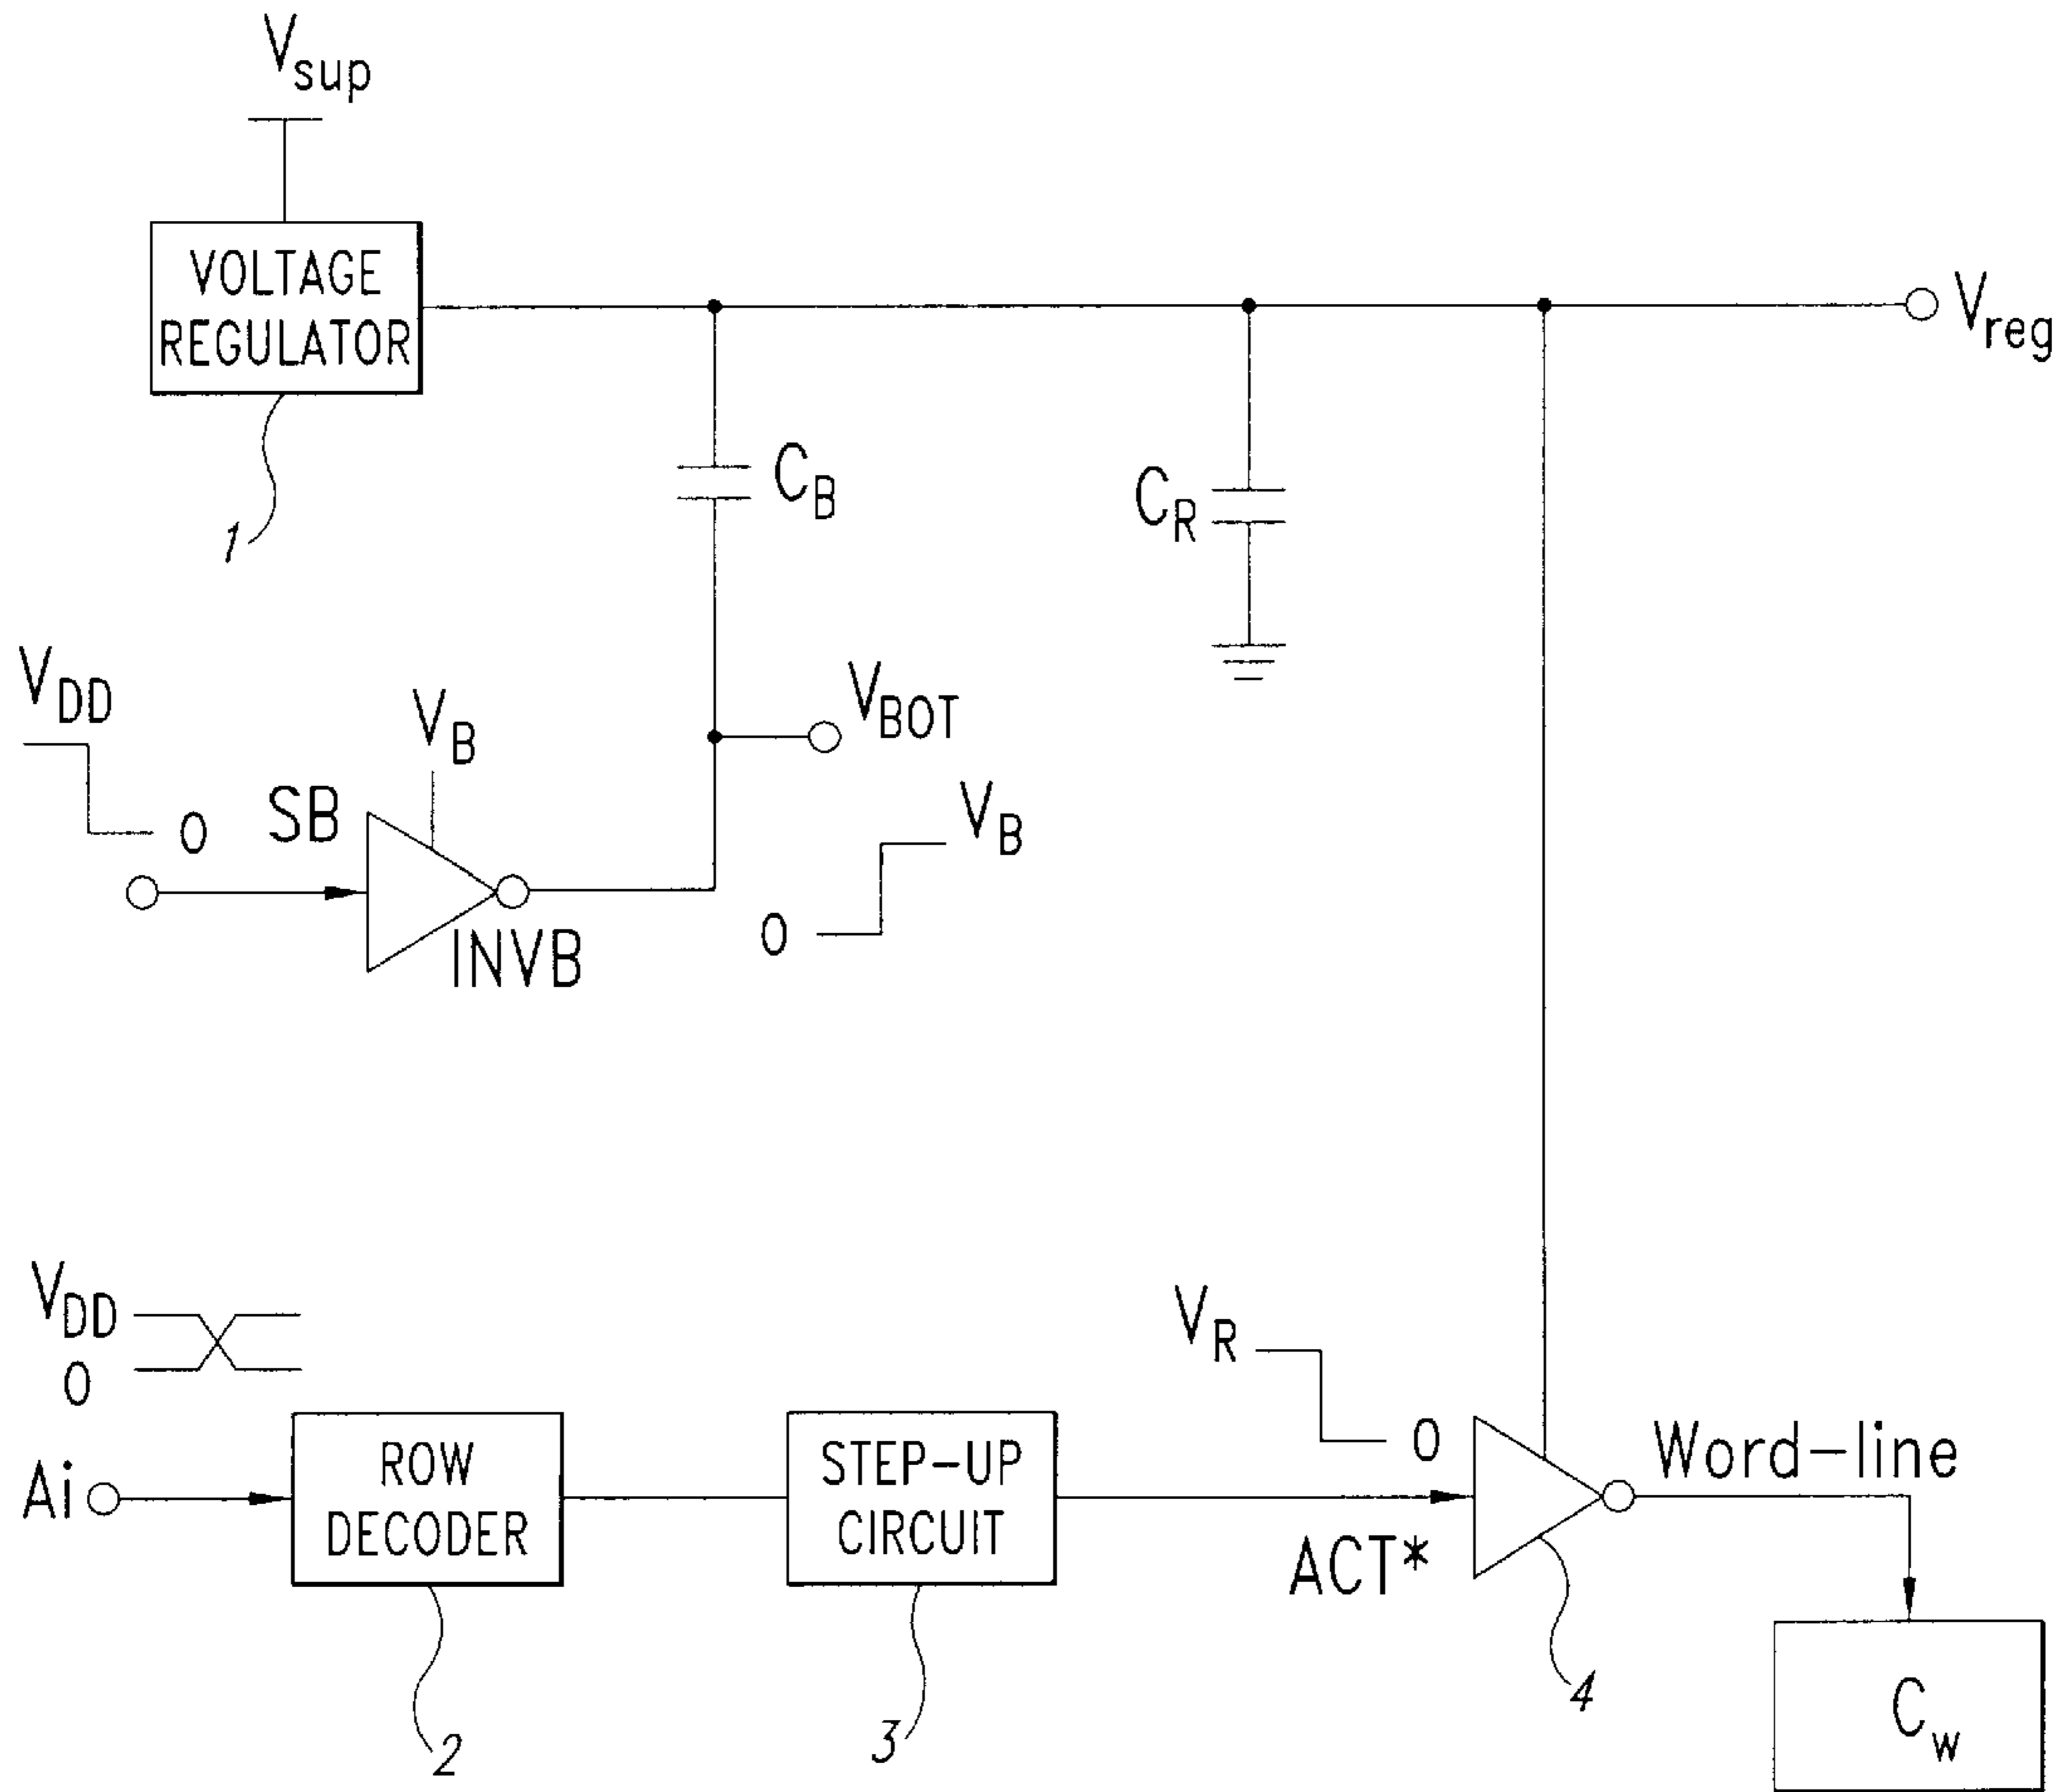 Vsup
VOLTAGE
REGULATOR
1
Vreg
CB
CR
VDD
0
SB
VB
INVB
VBOT
VB
0
VDD
0
Ai
ROW
DECODER
2
STEP-UP
CIRCUIT
3
VR
0
ACT*
4
Word-line
Cw